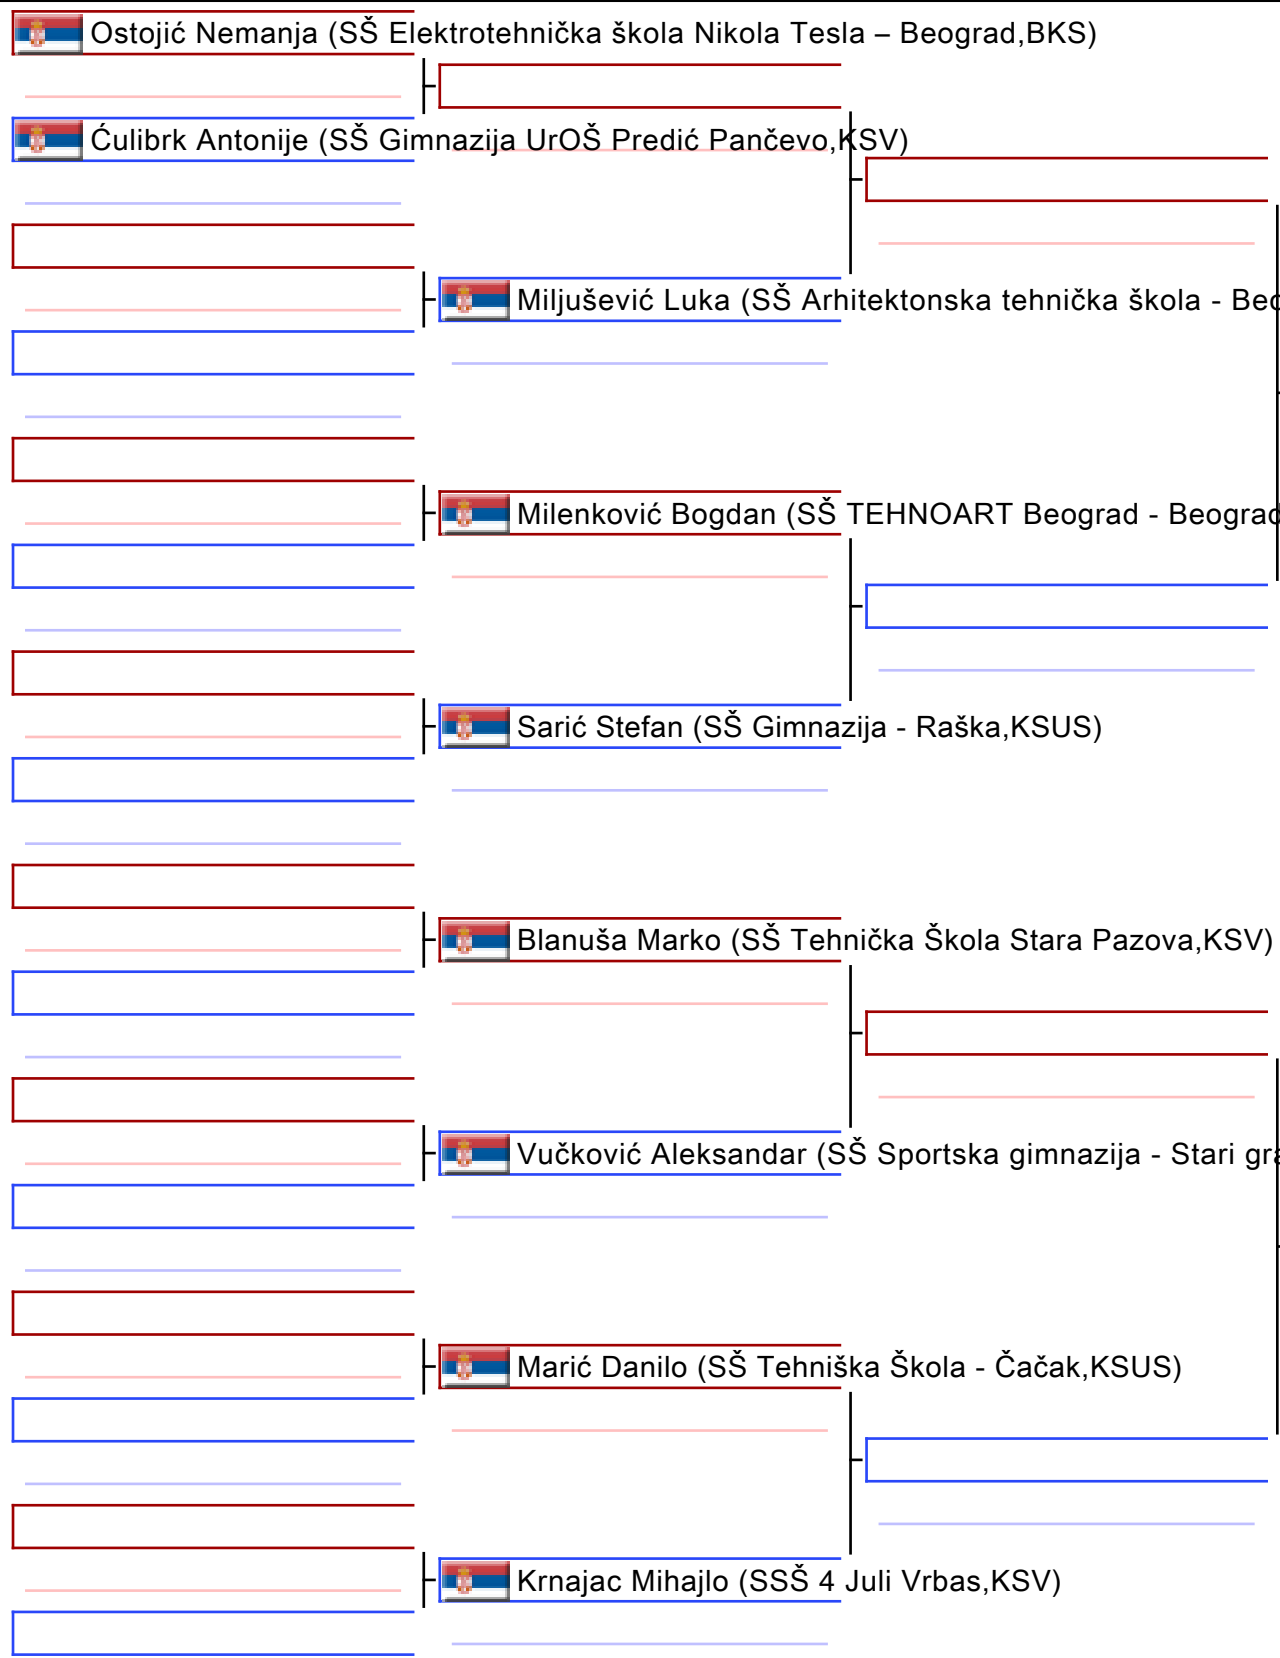 Ostojić Nemanja (SŠ Elektrotehnička škola Nikola Tesla – Beograd,BKS)
Ćulibrk Antonije (SŠ Gimnazija UrOŠ Predić Pančevo,KSV)
Miljušević Luka (SŠ Arhitektonska tehnička škola - Beo
Milenković Bogdan (SŠ TEHNOART Beograd - Beograd
Sarić Stefan (SŠ Gimnazija - Raška,KSUS)
Blanuša Marko (SŠ Tehnička Škola Stara Pazova,KSV)
Vučković Aleksandar (SŠ Sportska gimnazija - Stari gra
Marić Danilo (SŠ Tehniška Škola - Čačak,KSUS)
Krnajac Mihajlo (SSŠ 4 Juli Vrbas,KSV)